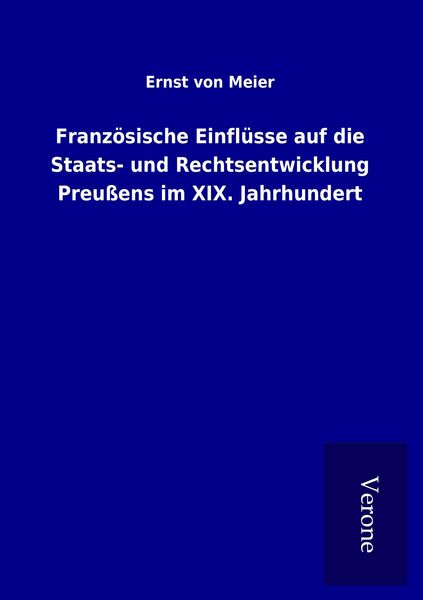 Ernst von Meier
Französische Einflüsse auf die
Staats- und Rechtsentwicklung
Preußens im XIX. Jahrhundert
Verone